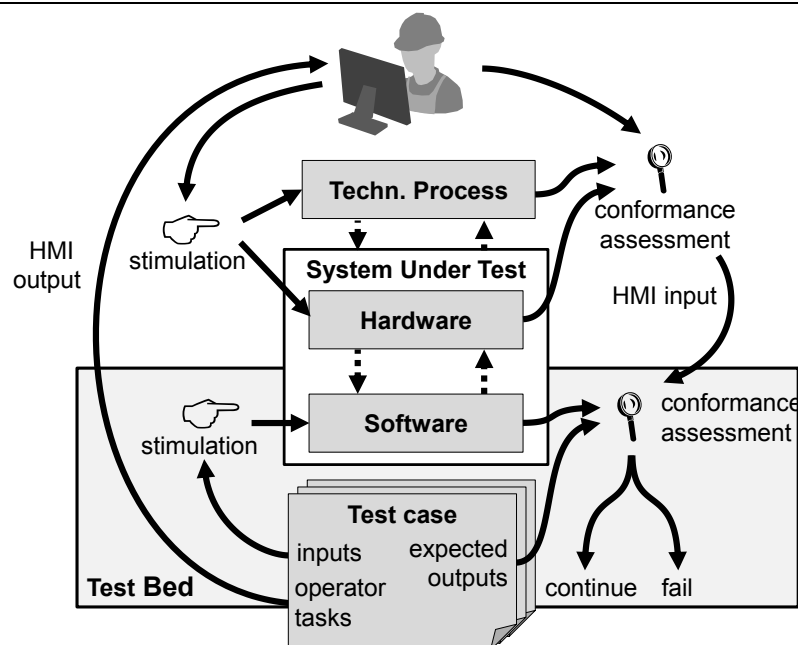 Techn. Process
conformance
assessment
stimulation
HMI
output
System Under Test
HMI input
Hardware
conformance
assessment
stimulation
Software
Test case
inputs
expected
outputs
operator
tasks
Test Bed
continue
fail